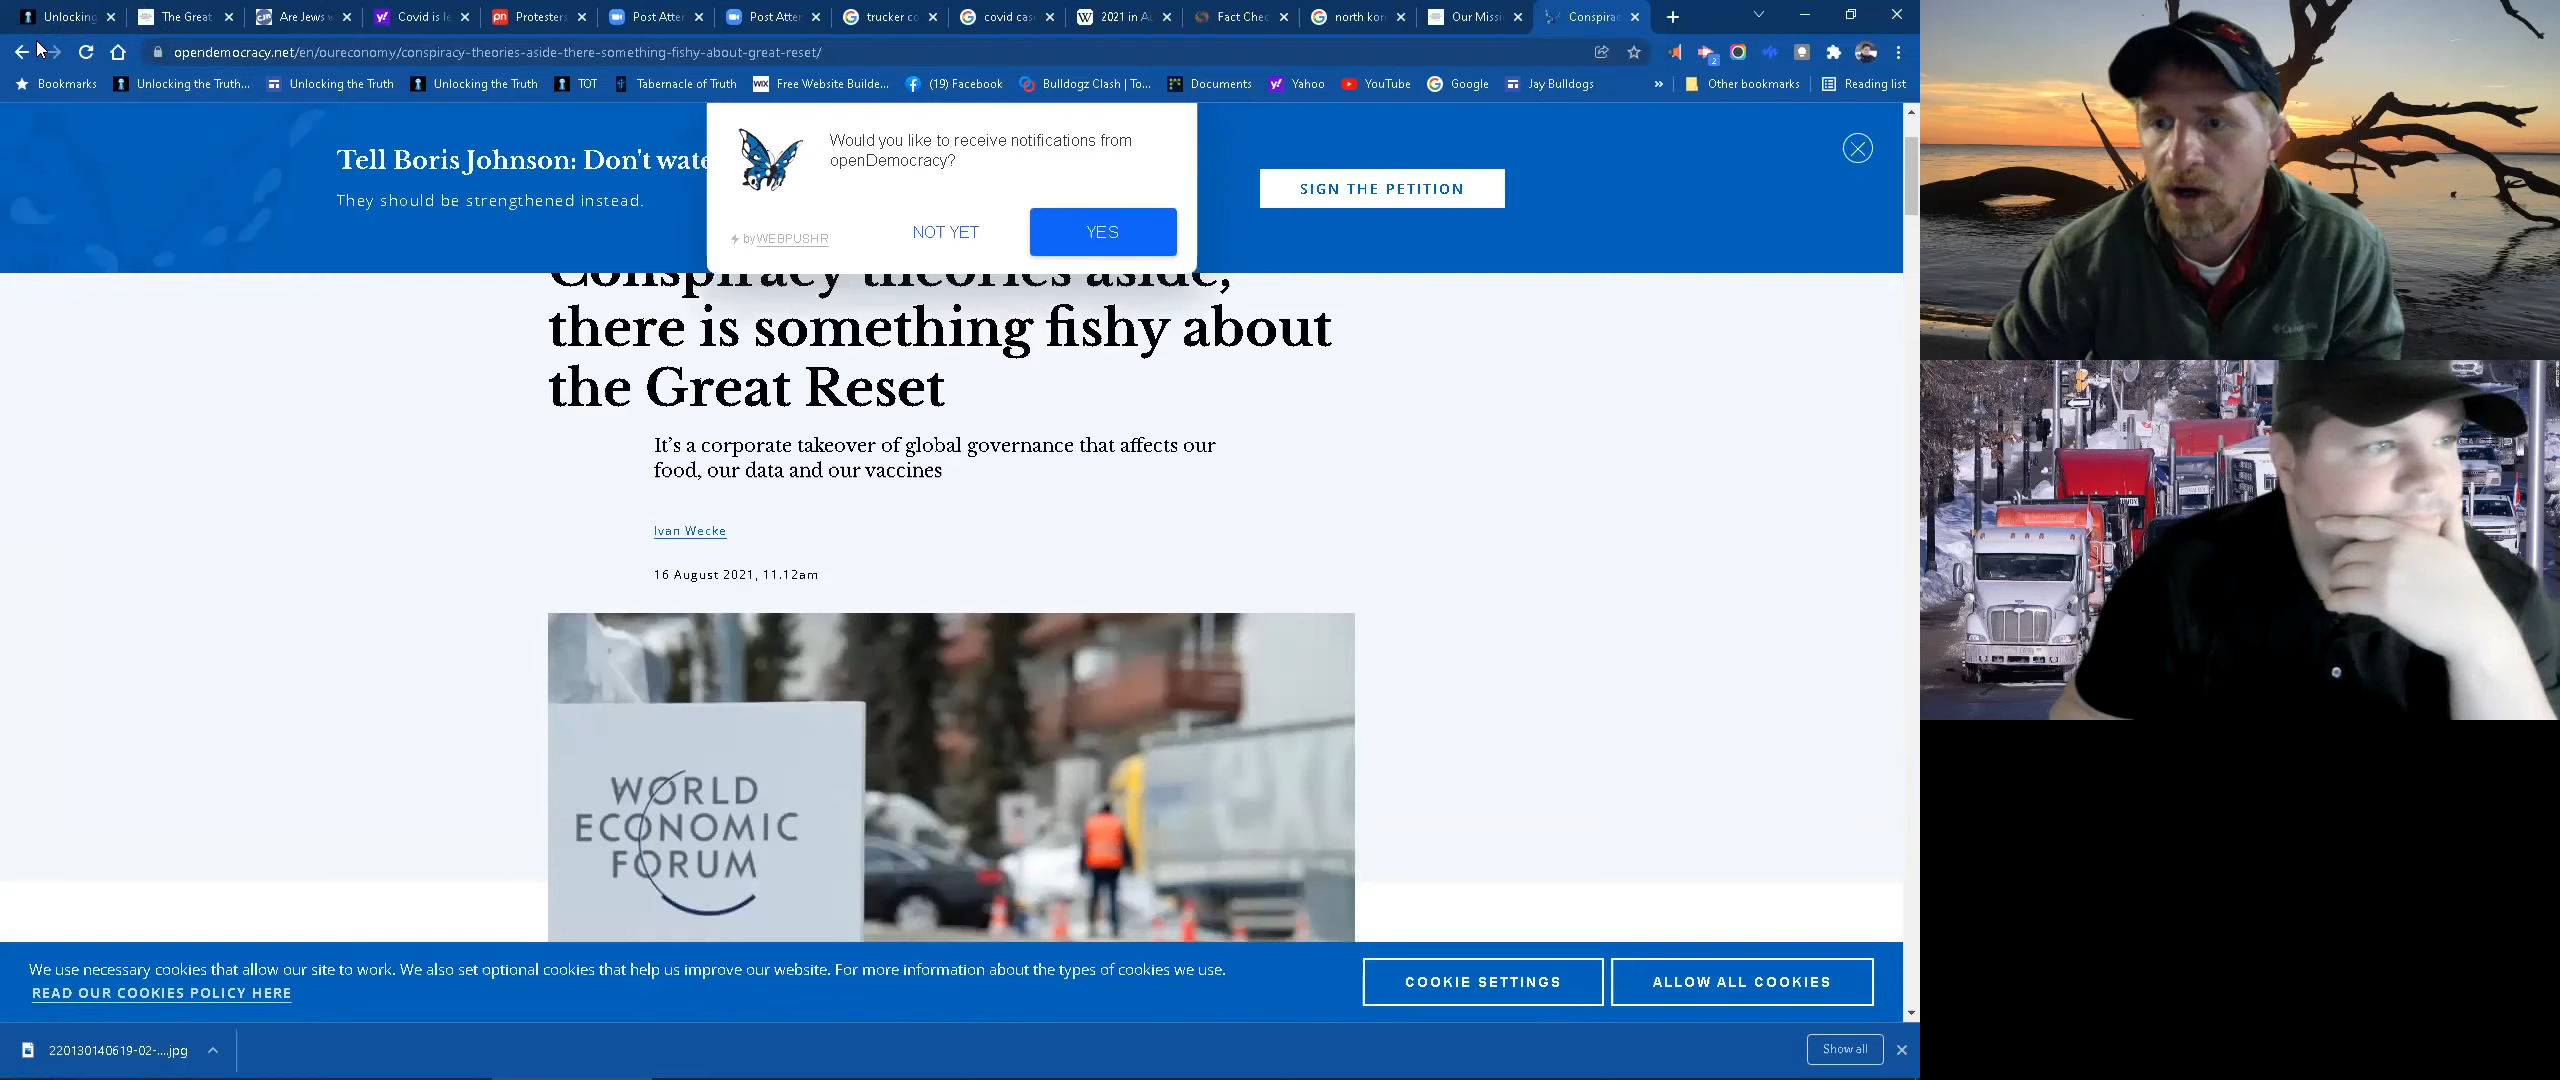 Unlocking
The Great
Are Jews
Covid is
Protesters
Post Atte
Post Atte
trucker co
covid cas
2021 in A
Fact Chec
north kor
Our Missi
Conspirac
opendemocracy.net/en/oureconomy/conspiracy-theories-aside-there-something-fishy-about-great-reset/
Bookmarks
Unlocking the Truth...
Unlocking the Truth
Unlocking the Truth
TOT
Tabernacle of Truth
WIX
Free Website Builde...
(19) Facebook
Bulldogz Clash | To...
Documents
Yahoo
YouTube
Google
Jay Bulldogs
»
Other bookmarks
Reading list
Tell Boris Johnson: Don't wate
They should be strengthened instead.
Would you like to receive notifications from
openDemocracy?
by WEBPUSHR
NOT YET
YES
SIGN THE PETITION
Conspiracy theories aside,
there is something fishy about
the Great Reset
It's a corporate takeover of global governance that affects our
food, our data and our vaccines
Ivan Wecke
16 August 2021, 11.12am
WORLD
ECONOMIC
FORUM
We use necessary cookies that allow our site to work. We also set optional cookies that help us improve our website. For more information about the types of cookies we use.
READ OUR COOKIES POLICY HERE
COOKIE SETTINGS
ALLOW ALL COOKIES
220130140619-02-....jpg
Show all
Columbia